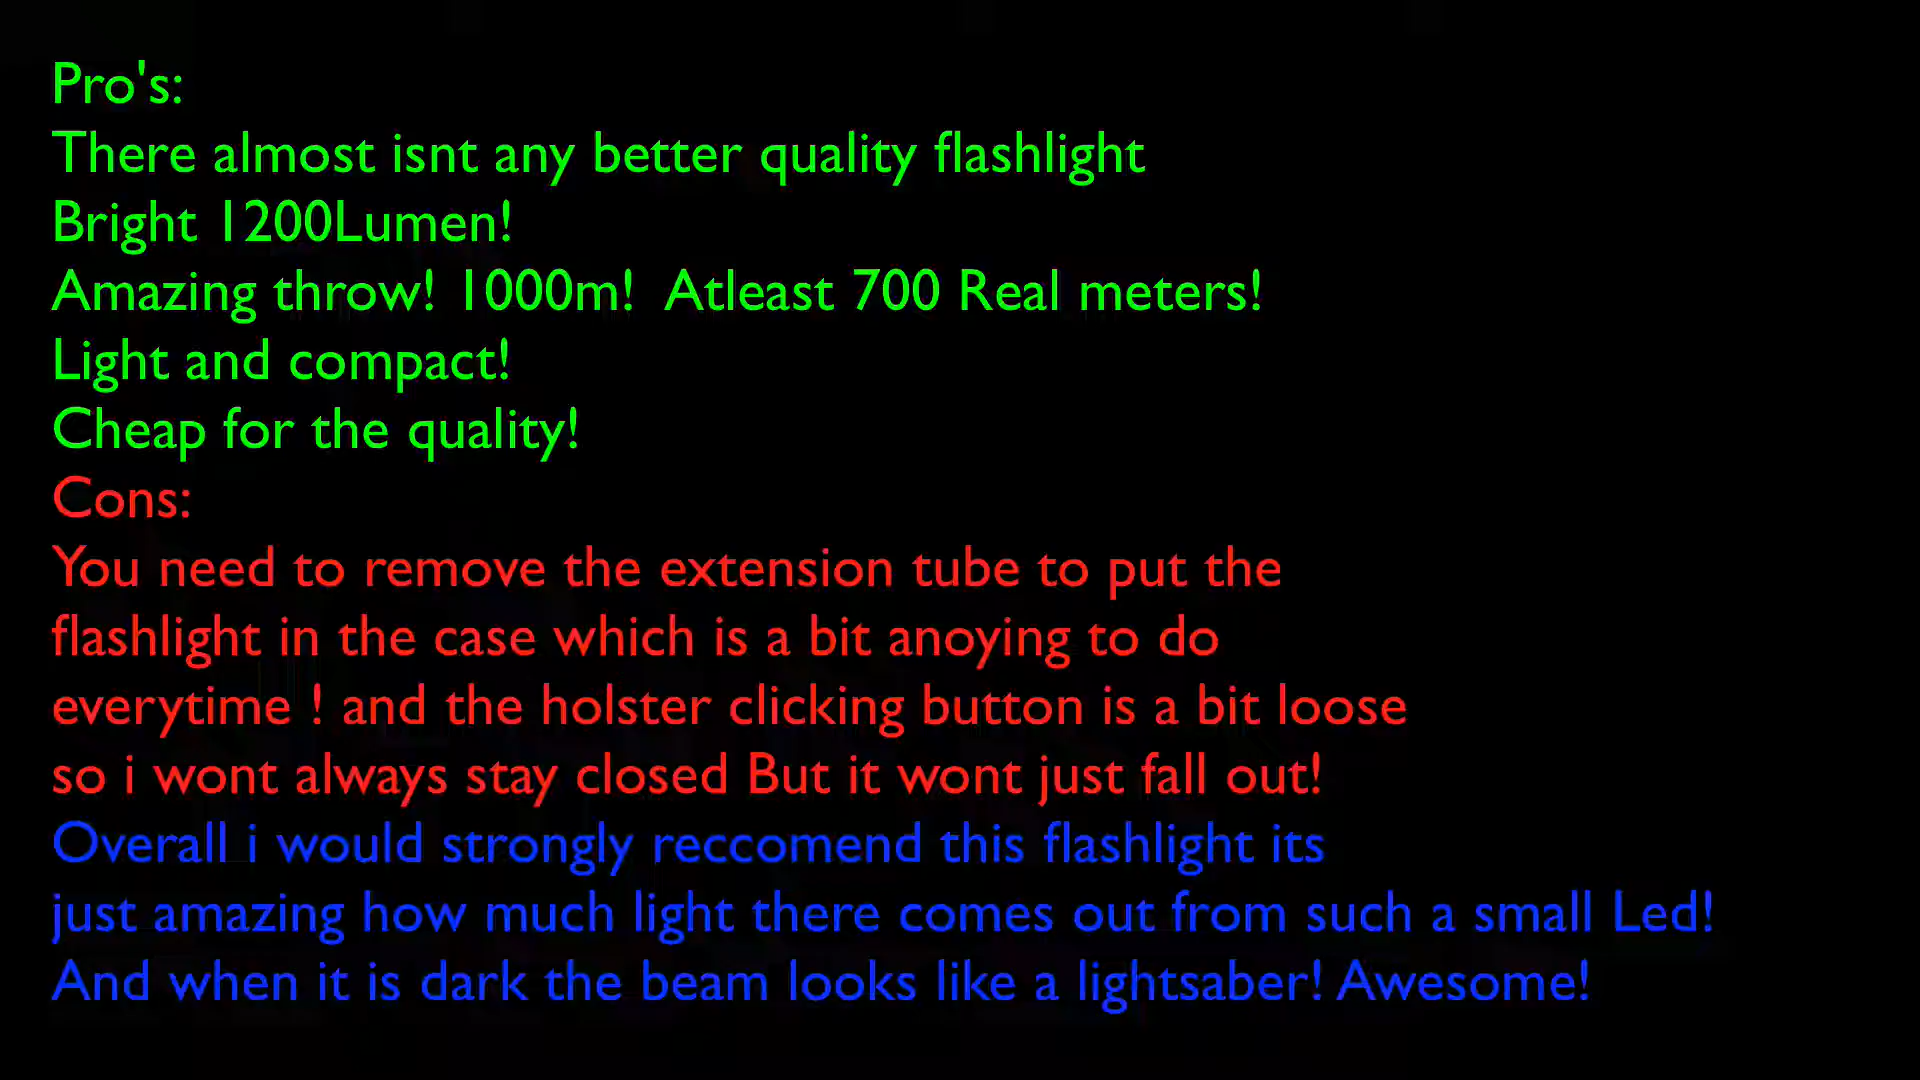 Pro's:
There almost isnt any better quality flashlight
Bright 1200Lumen!
Amazing throw! 1000m!  Atleast 700 Real meters!
Light and compact!
Cheap for the quality!
Cons:
You need to remove the extension tube to put the
flashlight in the case which is a bit anoying to do
everytime ! and the holster clicking button is a bit loose
so i wont always stay closed But it wont just fall out!
Overall i would strongly reccomend this flashlight its
just amazing how much light there comes out from such a small Led!
And when it is dark the beam looks like a lightsaber! Awesome!